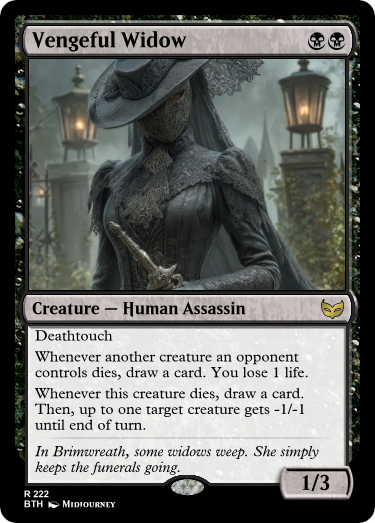 Vengeful Widow
Creature — Human Assassin
Deathtouch
Whenever another creature an opponent
controls dies, draw a card. You lose 1 life.
Whenever this creature dies, draw a card.
Then, up to one target creature gets -1/-1
until end of turn.
In Brimwreath, some widows weep. She simply
keeps the funerals going.
1/3
R 222
BTH Midjourney